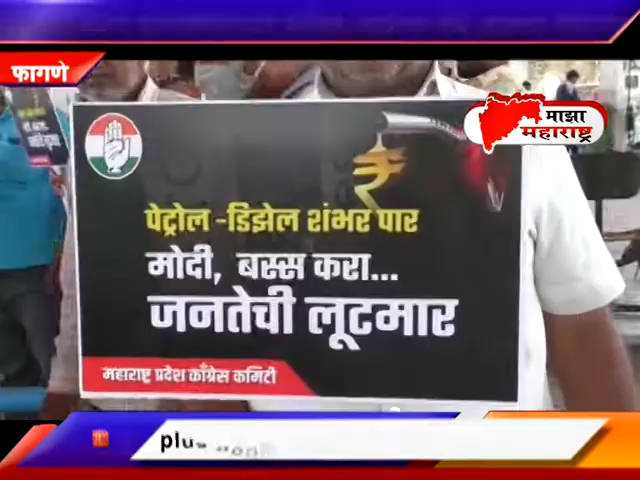 फागणे
माझा
महाराष्ट्र
पेट्रोल -डिझेल शंभर पार
मोदी, बस्स करा...
जनतेची लूटमार
महाराष्ट्र प्रदेश काँग्रेस कमिटी